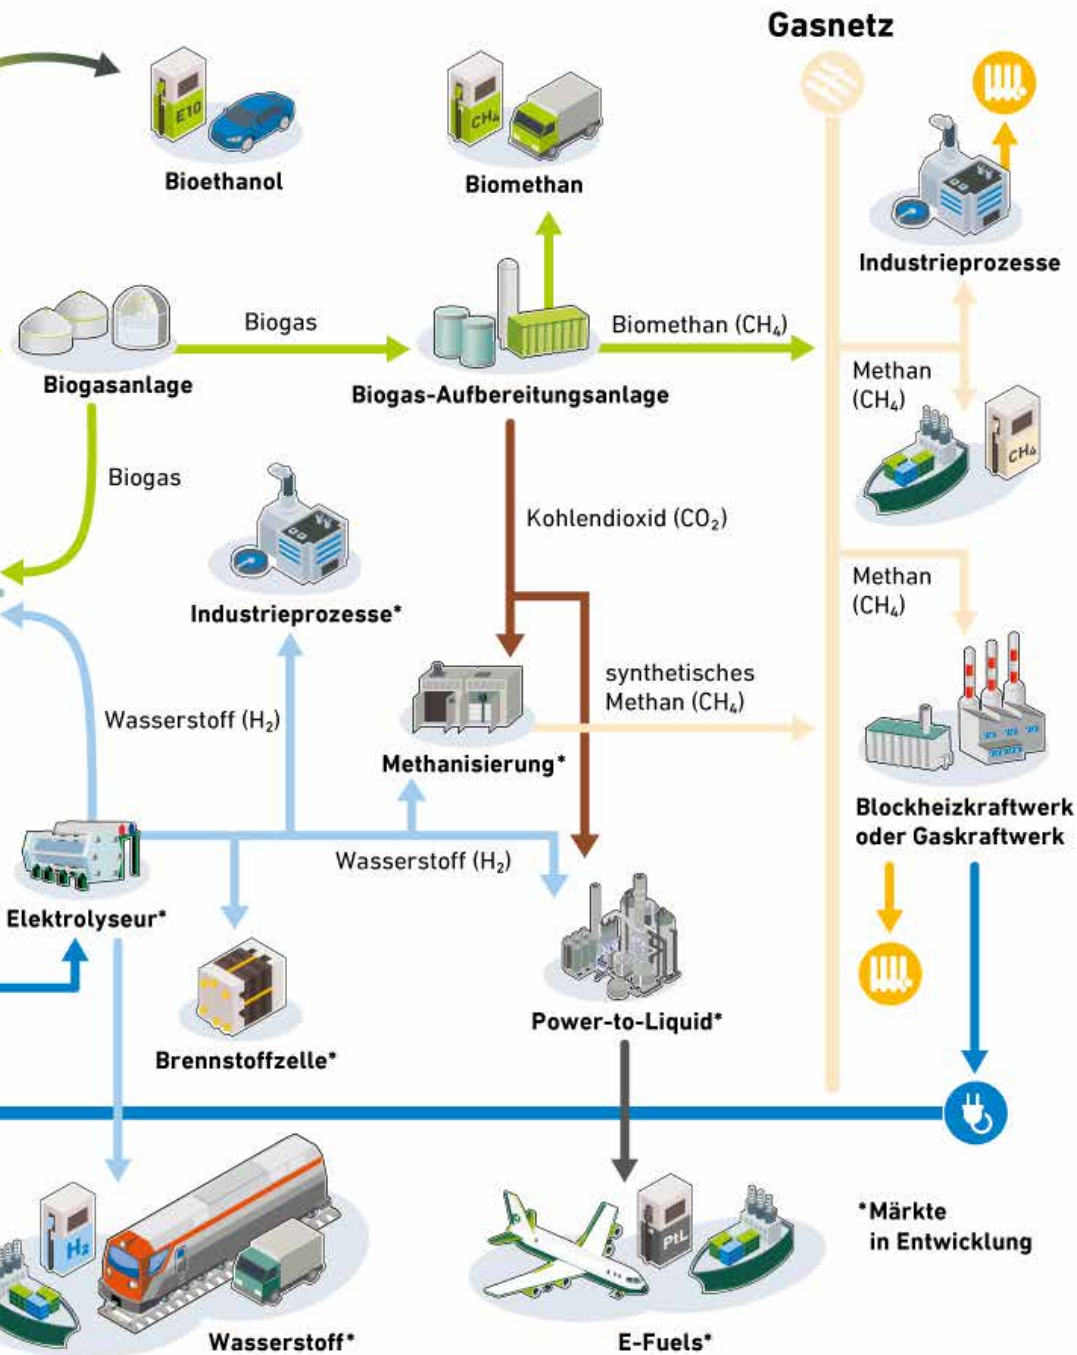 Gasnetz
E10
CH₄
Bioethanol
Biomethan
Industrieprozesse
Biogas
Biomethan (CH₄)
Biogasanlage
Biogas-Aufbereitungsanlage
Methan
(CH₄)
CH₄
Biogas
Kohlendioxid (CO₂)
Methan
(CH₄)
Industrieprozesse*
synthetisches
Methan (CH₄)
Wasserstoff (H₂)
Methanisierung*
Blockheizkraftwerk
oder Gaskraftwerk
Wasserstoff (H₂)
Elektrolyseur*
Power-to-Liquid*
Brennstoffzelle*
H₂
PtL
*Märkte
in Entwicklung
Wasserstoff*
E-Fuels*